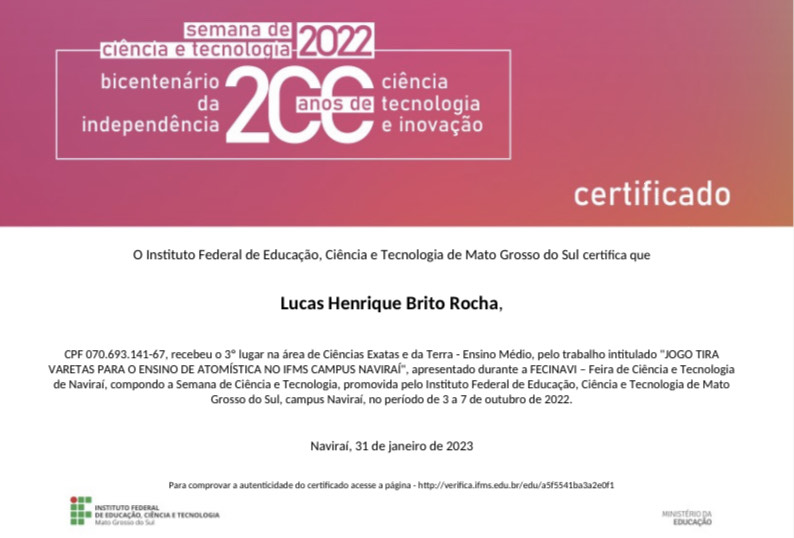 semana de
ciência e tecnologia 2022
bicentenário
da
independência
200
anos de
ciência
tecnologia
e inovação
certificado
O Instituto Federal de Educação, Ciência e Tecnologia de Mato Grosso do Sul certifica que
Lucas Henrique Brito Rocha,
CPF 070.693.141-67, recebeu o 3º lugar na área de Ciências Exatas e da Terra - Ensino Médio, pelo trabalho intitulado "JOGO TIRA
VARETAS PARA O ENSINO DE ATOMÍSTICA NO IFMS CAMPUS NAVIRAÍ", apresentado durante a FECINAVI – Feira de Ciência e Tecnologia
de Naviraí, compondo a Semana de Ciência e Tecnologia, promovida pelo Instituto Federal de Educação, Ciência e Tecnologia de Mato
Grosso do Sul, campus Naviraí, no período de 3 a 7 de outubro de 2022.
Naviraí, 31 de janeiro de 2023
Para comprovar a autenticidade do certificado acesse a página - http://verifica.ifms.edu.br/edu/a5f5541ba3a2e0f1
INSTITUTO FEDERAL
DE EDUCAÇÃO, CIÊNCIA E TECNOLOGIA
Mato Grosso do Sul
MINISTÉRIO DA
EDUCAÇÃO